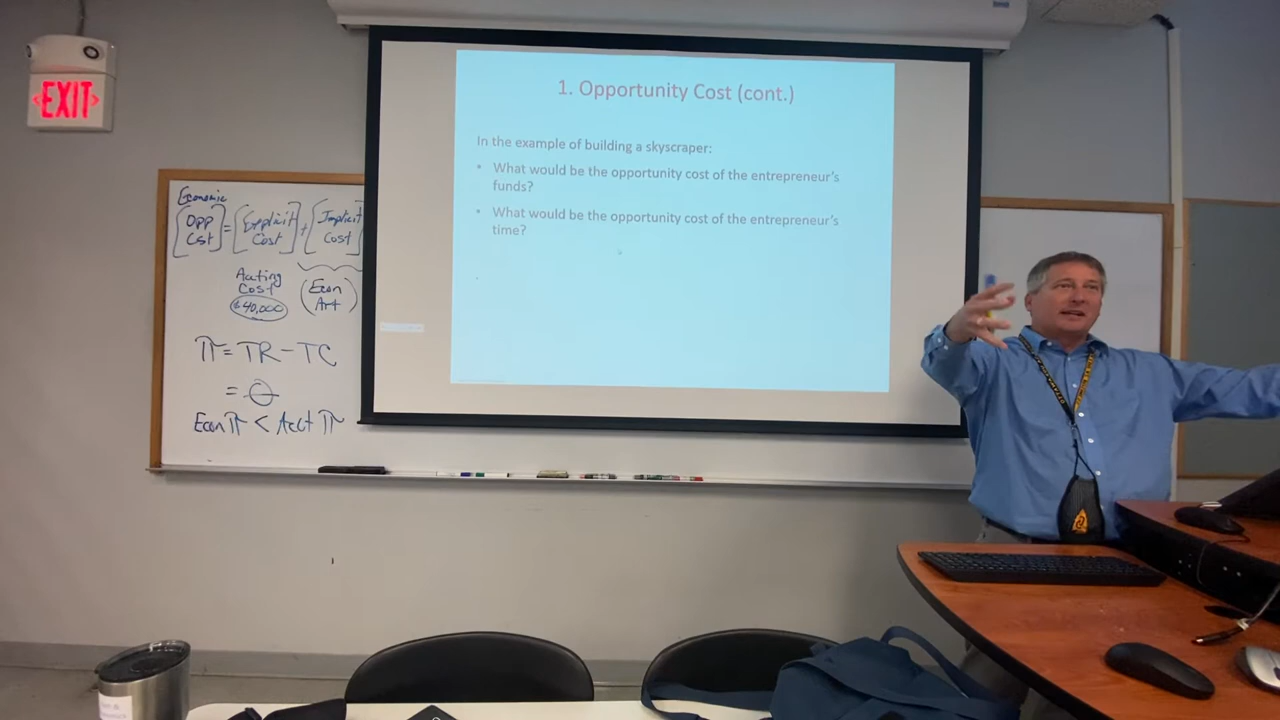 EXIT
1. Opportunity Cost (cont.)
In the example of building a skyscraper:
• What would be the opportunity cost of the entrepreneur's
funds?
• What would be the opportunity cost of the entrepreneur's
time?
Economic
[Opp Cst] = [Explicit Cost] + [Implicit Cost]
Accting
Cost
$40,000
(Econ Art)
π = TR - TC
= 0
Econ π < Acct π